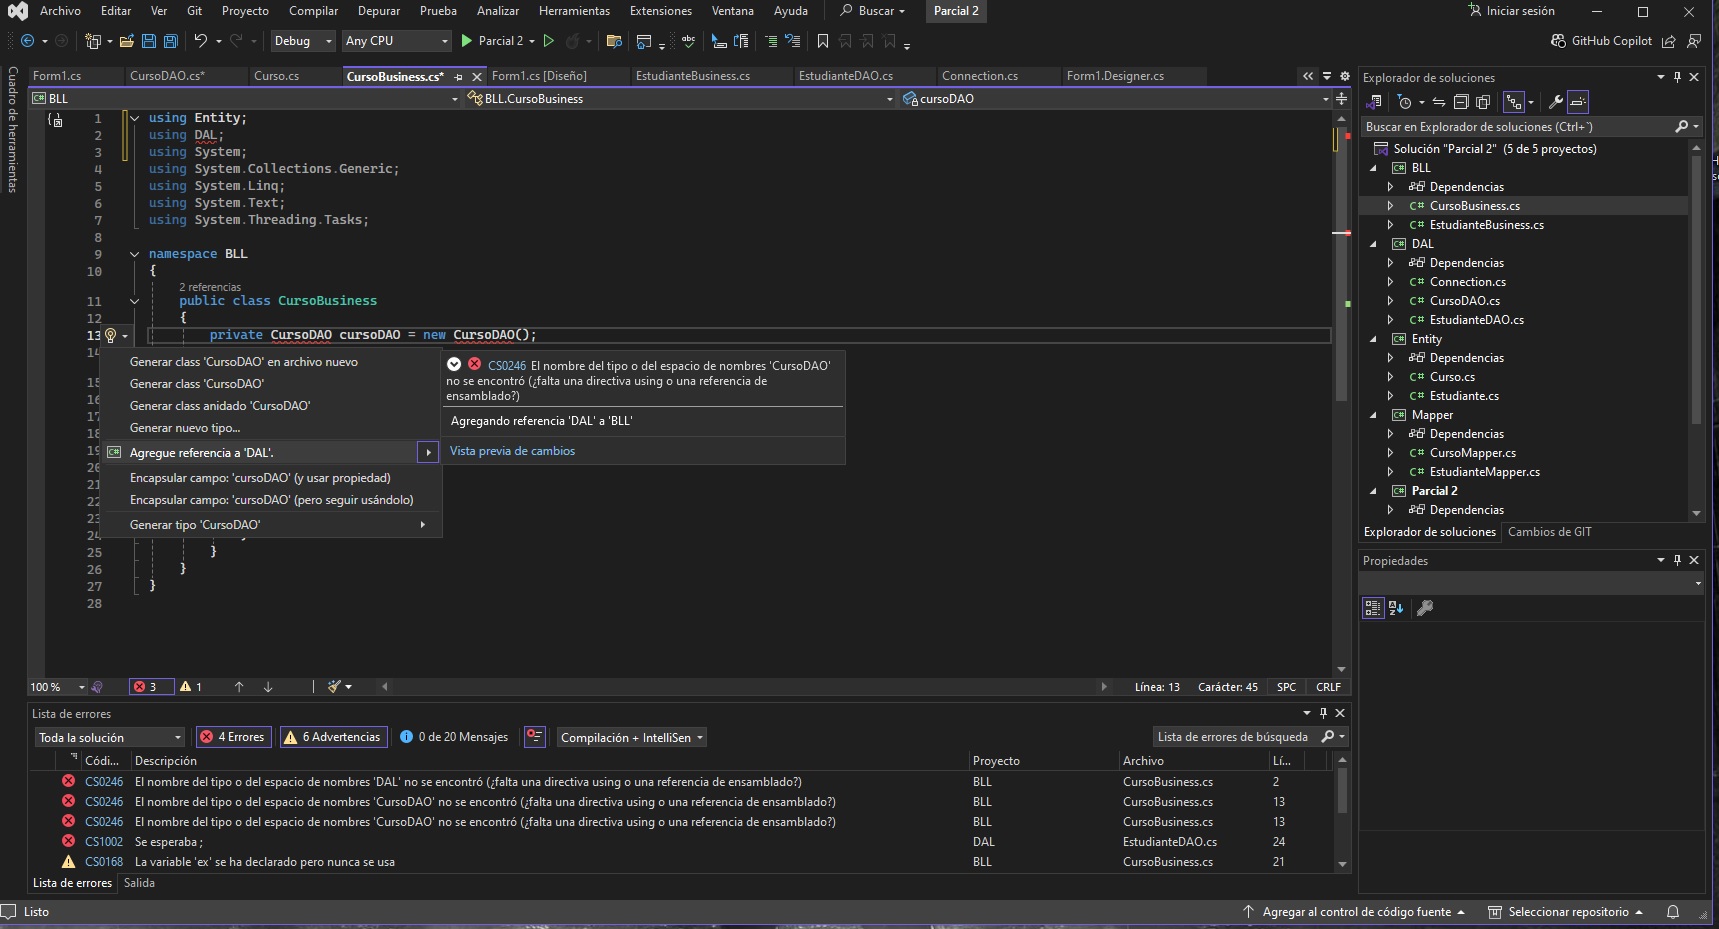 Archivo Editar Ver Git Proyecto Compilar Depurar Prueba Analizar Herramientas Extensiones Ventana Ayuda Buscar Parcial 2 Iniciar sesión
Debug Any CPU Parcial 2 GitHub Copilot
Cuadro de herramientas
Form1.cs CursoDAO.cs* Curso.cs CursoBusiness.cs* Form1.cs [Diseño] EstudianteBusiness.cs EstudianteDAO.cs Connection.cs Form1.Designer.cs
BLL BLL.CursoBusiness cursoDAO
1 using Entity;
2 using DAL;
3 using System;
4 using System.Collections.Generic;
5 using System.Linq;
6 using System.Text;
7 using System.Threading.Tasks;
8
9 namespace BLL
10 {
2 referencias
11 public class CursoBusiness
12 {
13 private CursoDAO cursoDAO = new CursoDAO();
14
15
16
17
18
19
20
21
22
23
24
25 }
26 }
27 }
28
Generar class 'CursoDAO' en archivo nuevo
Generar class 'CursoDAO'
Generar class anidado 'CursoDAO'
Generar nuevo tipo...
Agregue referencia a 'DAL'.
Encapsular campo: 'cursoDAO' (y usar propiedad)
Encapsular campo: 'cursoDAO' (pero seguir usándolo)
Generar tipo 'CursoDAO'
CS0246 El nombre del tipo o del espacio de nombres 'CursoDAO'
no se encontró (¿falta una directiva using o una referencia de
ensamblado?)
Agregando referencia 'DAL' a 'BLL'
Vista previa de cambios
100 % 3 1 Línea: 13 Carácter: 45 SPC CRLF
Lista de errores
Toda la solución 4 Errores 6 Advertencias 0 de 20 Mensajes Compilación + IntelliSen Lista de errores de búsqueda
Códi... Descripción Proyecto Archivo Lí...
CS0246 El nombre del tipo o del espacio de nombres 'DAL' no se encontró (¿falta una directiva using o una referencia de ensamblado?) BLL CursoBusiness.cs 2
CS0246 El nombre del tipo o del espacio de nombres 'CursoDAO' no se encontró (¿falta una directiva using o una referencia de ensamblado?) BLL CursoBusiness.cs 13
CS0246 El nombre del tipo o del espacio de nombres 'CursoDAO' no se encontró (¿falta una directiva using o una referencia de ensamblado?) BLL CursoBusiness.cs 13
CS1002 Se esperaba ; DAL EstudianteDAO.cs 24
CS0168 La variable 'ex' se ha declarado pero nunca se usa BLL CursoBusiness.cs 21
Lista de errores Salida
Explorador de soluciones
Buscar en Explorador de soluciones (Ctrl+`)
Solución "Parcial 2" (5 de 5 proyectos)
BLL
Dependencias
C# CursoBusiness.cs
C# EstudianteBusiness.cs
DAL
Dependencias
C# Connection.cs
C# CursoDAO.cs
C# EstudianteDAO.cs
Entity
Dependencias
C# Curso.cs
C# Estudiante.cs
Mapper
Dependencias
C# CursoMapper.cs
C# EstudianteMapper.cs
Parcial 2
Dependencias
Explorador de soluciones Cambios de GIT
Propiedades
Listo Agregar al control de código fuente Seleccionar repositorio